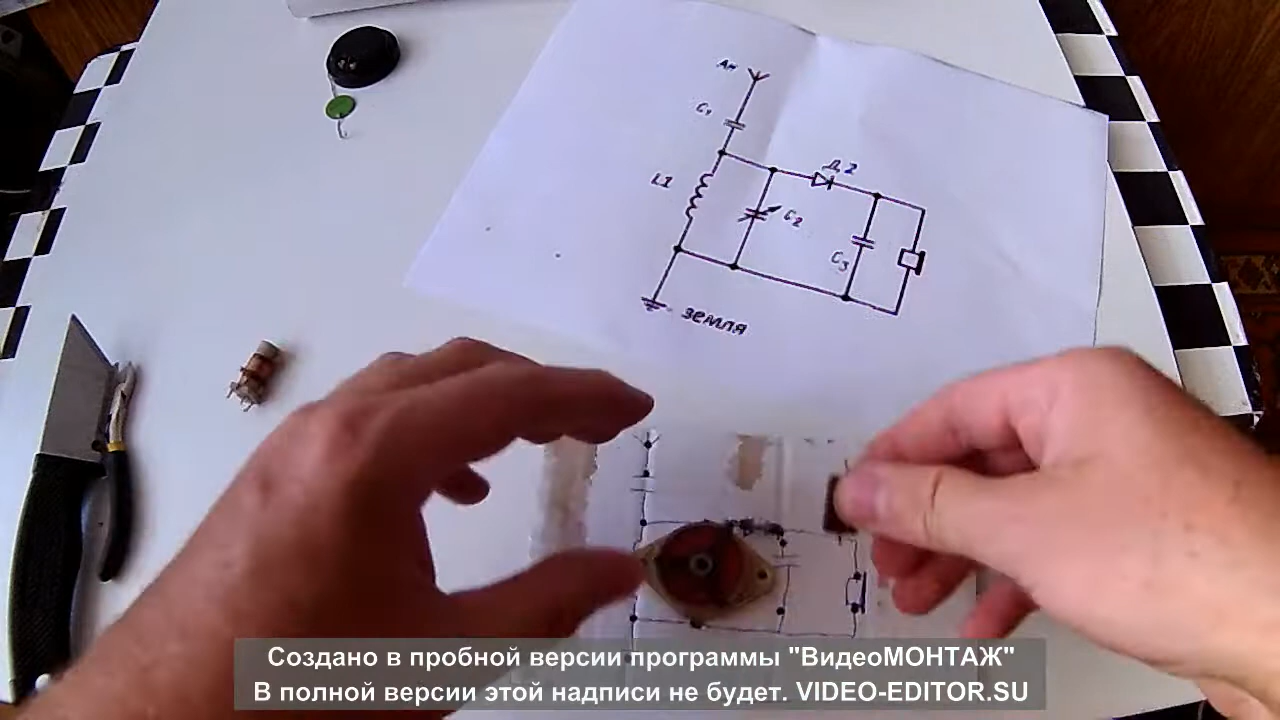 Ан
C1
Д2
L1
C2
C3
ЗЕМЛЯ
Создано в пробной версии программы "ВидеоМОНТАЖ"
В полной версии этой надписи не будет. VIDEO-EDITOR.SU